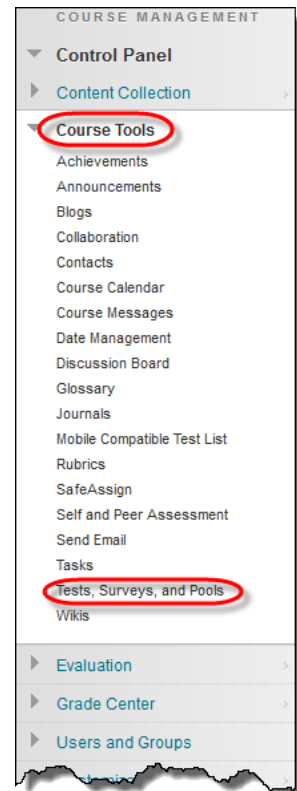 COURSE MANAGEMENT
Control Panel
Content Collection
Course Tools
Achievements
Announcements
Blogs
Collaboration
Contacts
Course Calendar
Course Messages
Date Management
Discussion Board
Glossary
Journals
Mobile Compatible Test List
Rubrics
SafeAssign
Self and Peer Assessment
Send Email
Tasks
Tests, Surveys, and Pools
Wikis
Evaluation
Grade Center
Users and Groups